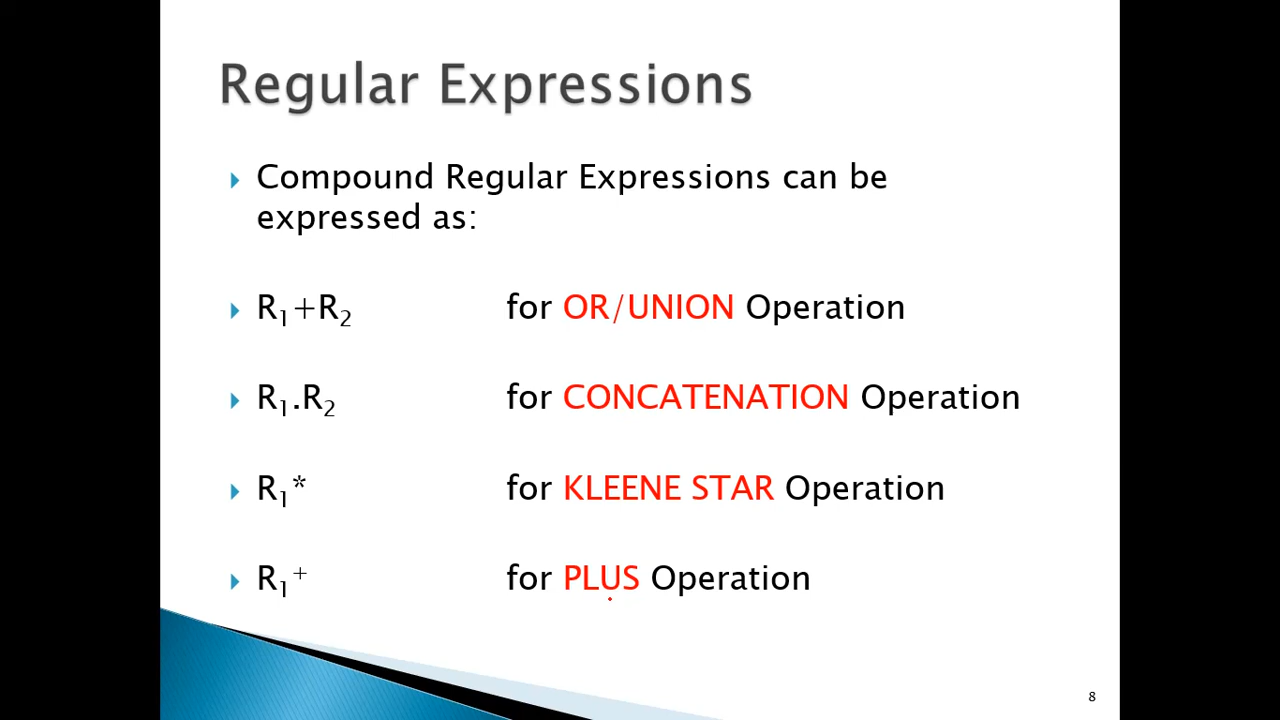 Regular Expressions
Compound Regular Expressions can be
expressed as:
R₁+R₂ for OR/UNION Operation
R₁.R₂ for CONCATENATION Operation
R₁* for KLEENE STAR Operation
R₁⁺ for PLUS Operation
8